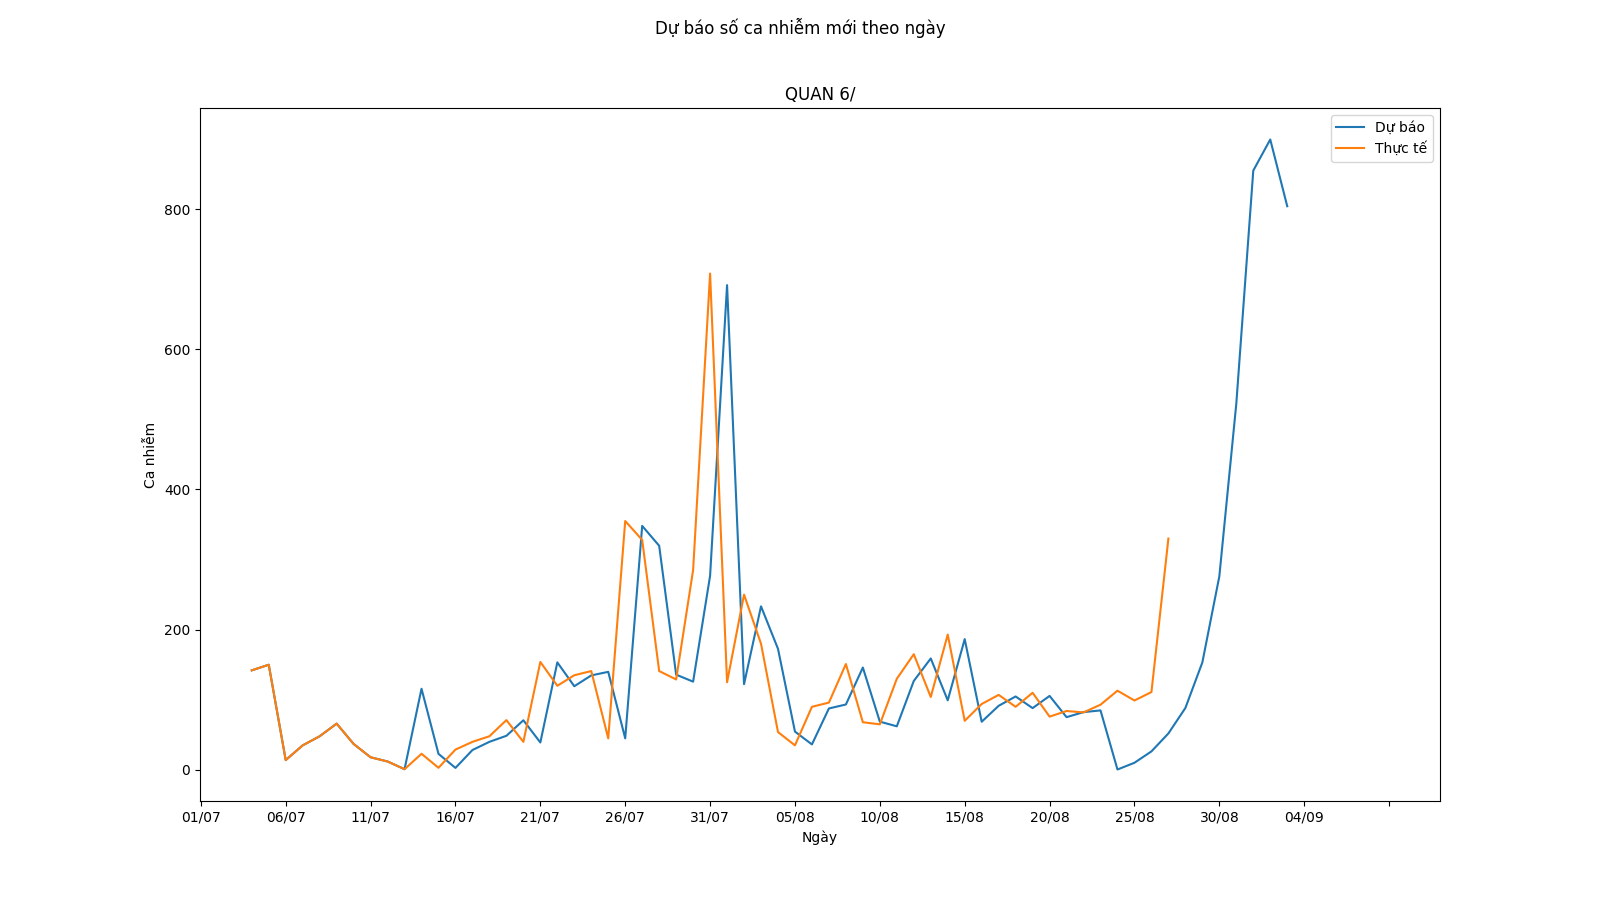 Dự báo số ca nhiễm mới theo ngày
QUAN 6/
Dự báo
Thực tế
800
600
400
200
0
Ca nhiễm
01/07 06/07 11/07 16/07 21/07 26/07 31/07 05/08 10/08 15/08 20/08 25/08 30/08 04/09
Ngày